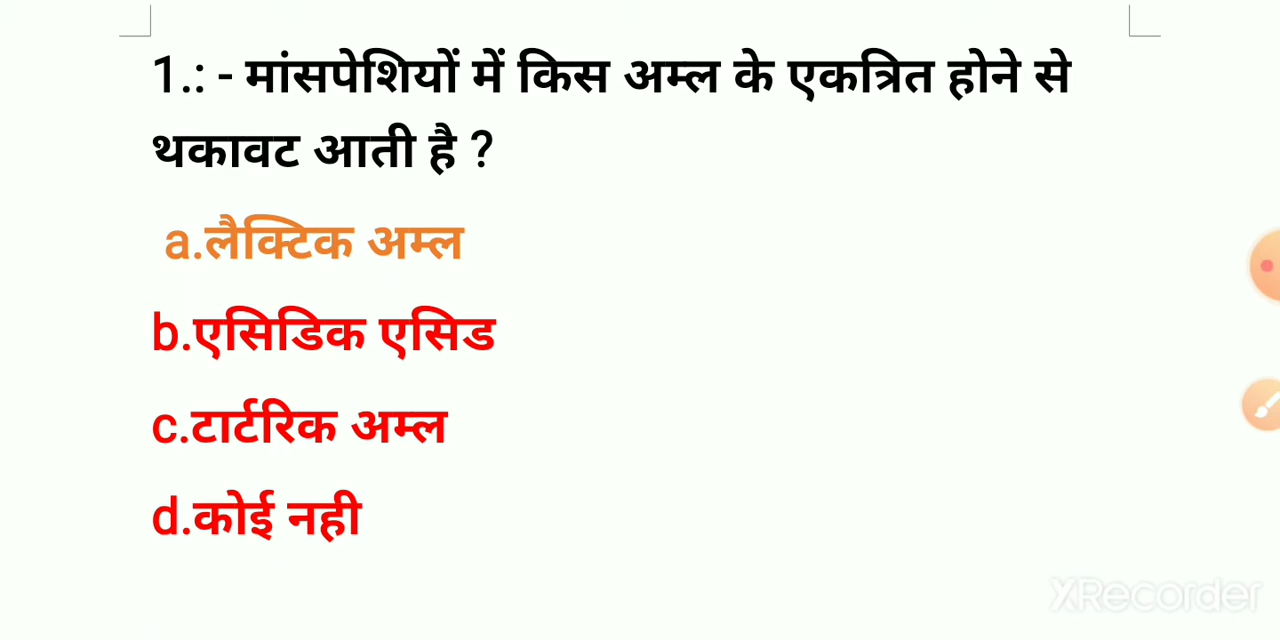 1.: - मांसपेशियों में किस अम्ल के एकत्रित होने से
थकावट आती है ?
a.लैक्टिक अम्ल
b.एसिडिक एसिड
c.टार्टरिक अम्ल
d.कोई नही
XRecorder